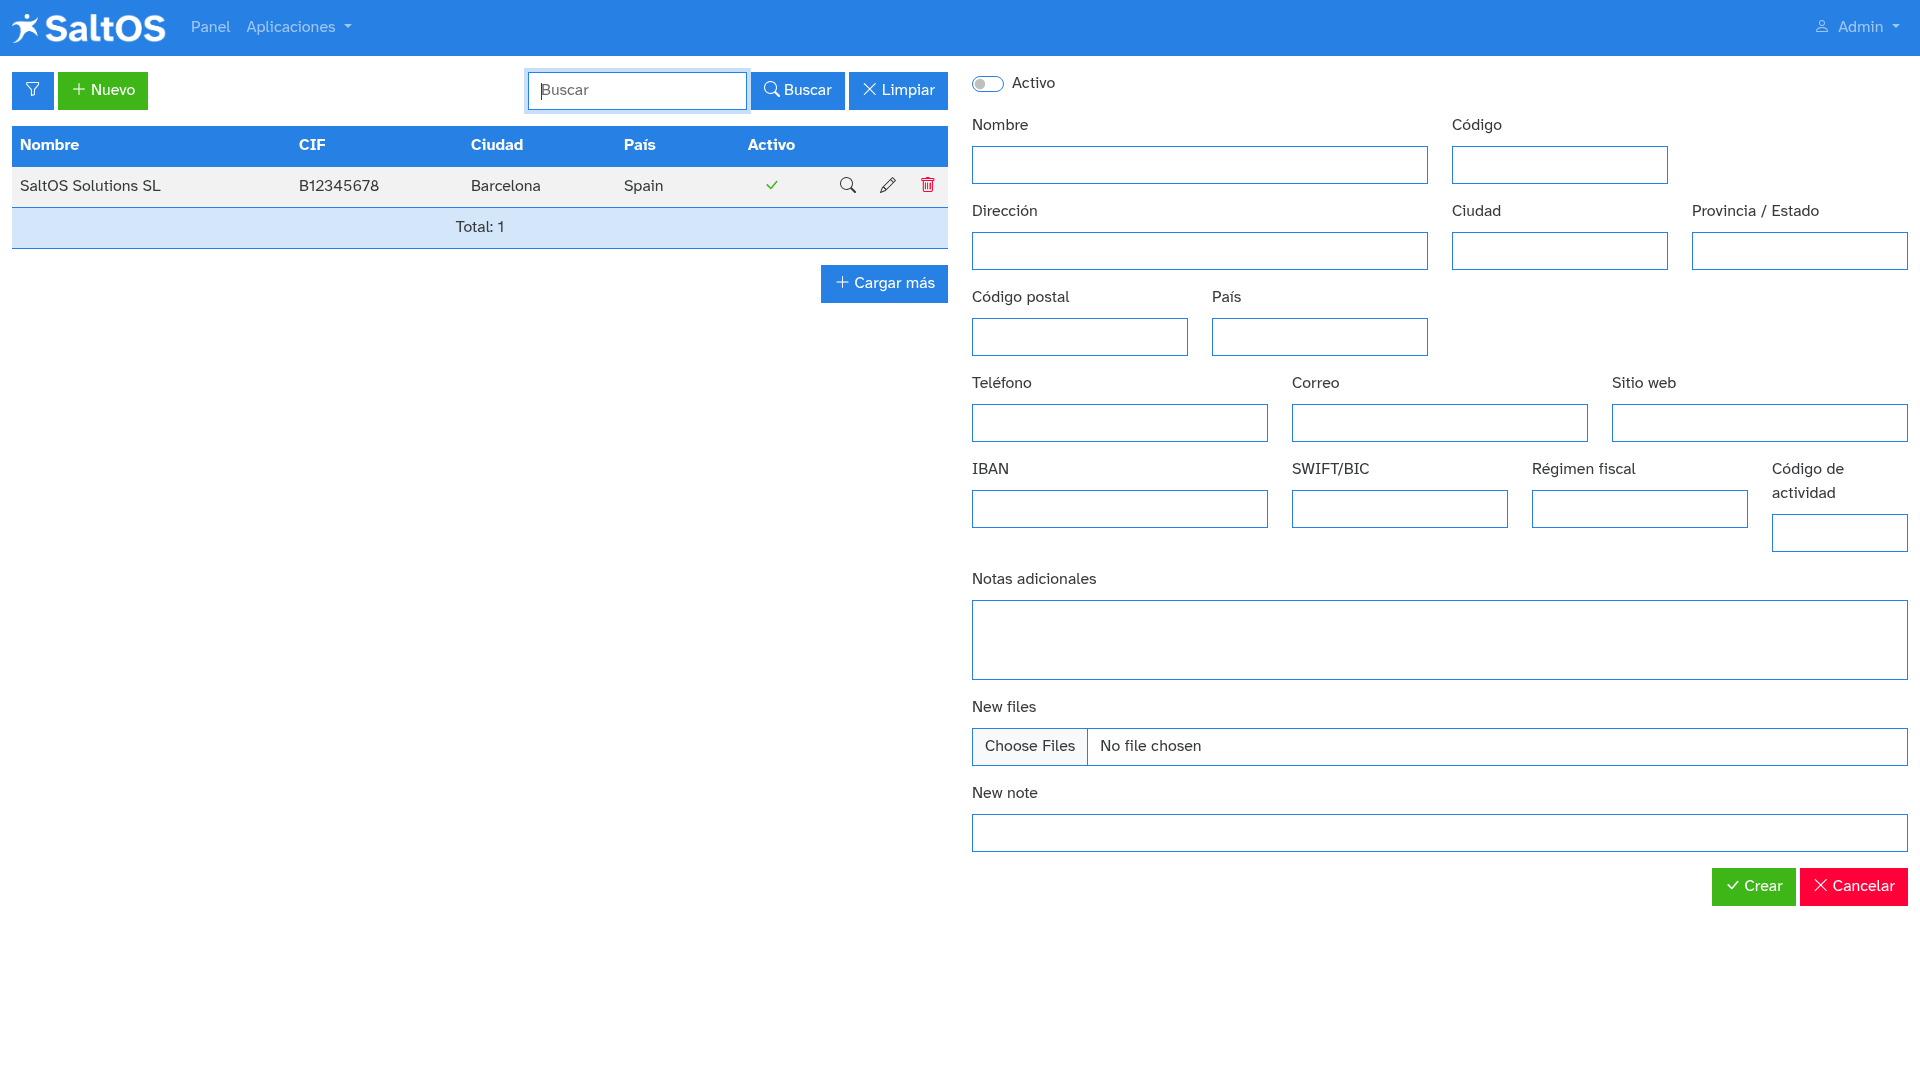 SaltOS Panel Aplicaciones Admin
Nuevo Buscar Buscar Limpiar
Nombre CIF Ciudad País Activo
SaltOS Solutions SL B12345678 Barcelona Spain
Total: 1
Cargar más
Activo
Nombre Código
Dirección Ciudad Provincia / Estado
Código postal País
Teléfono Correo Sitio web
IBAN SWIFT/BIC Régimen fiscal Código de
actividad
Notas adicionales
New files
Choose Files No file chosen
New note
Crear Cancelar